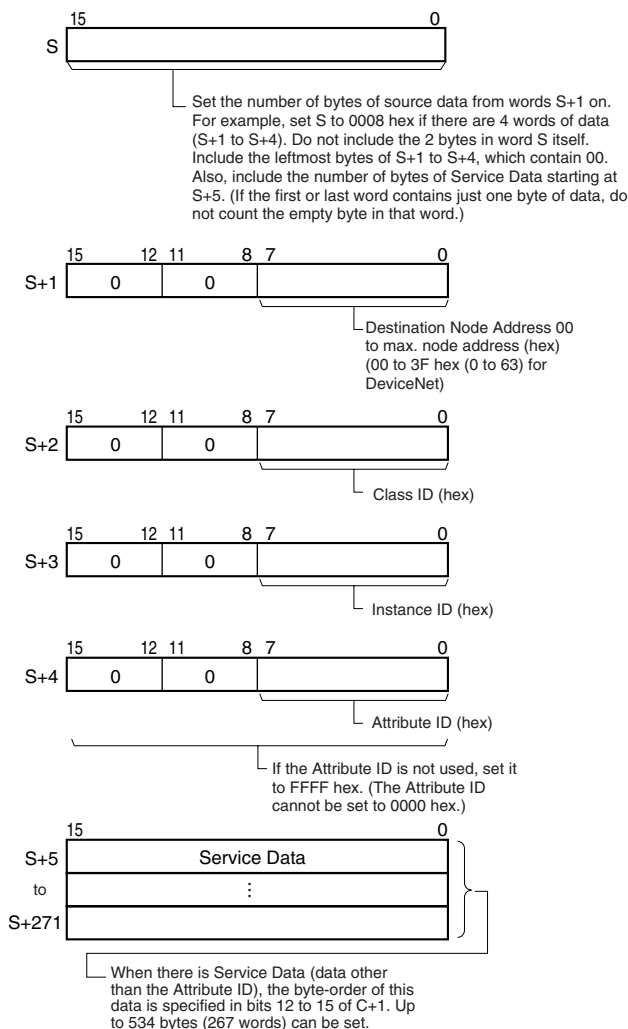 15 0
S
Set the number of bytes of source data from words S+1 on.
For example, set S to 0008 hex if there are 4 words of data
(S+1 to S+4). Do not include the 2 bytes in word S itself.
Include the leftmost bytes of S+1 to S+4, which contain 00.
Also, include the number of bytes of Service Data starting at
S+5. (If the first or last word contains just one byte of data, do
not count the empty byte in that word.)
15 12 11 8 7 0
S+1 0 0
Destination Node Address 00
to max. node address (hex)
(00 to 3F hex (0 to 63) for
DeviceNet)
15 12 11 8 7 0
S+2 0 0
Class ID (hex)
15 12 11 8 7 0
S+3 0 0
Instance ID (hex)
15 12 11 8 7 0
S+4 0 0
Attribute ID (hex)
If the Attribute ID is not used, set it
to FFFF hex. (The Attribute ID
cannot be set to 0000 hex.)
15 0
S+5 Service Data
to ⋮
S+271
When there is Service Data (data other
than the Attribute ID), the byte-order of this
data is specified in bits 12 to 15 of C+1. Up
to 534 bytes (267 words) can be set.